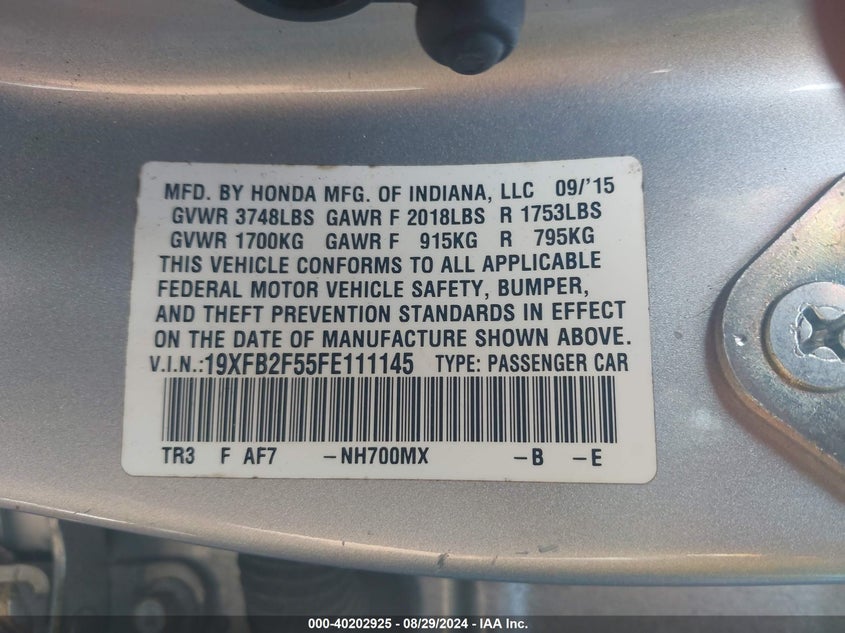 MFD. BY HONDA MFG. OF INDIANA, LLC 09/'15
GVWR 3748LBS GAWR F 2018LBS R 1753LBS
GVWR 1700KG GAWR F 915KG R 795KG
THIS VEHICLE CONFORMS TO ALL APPLICABLE
FEDERAL MOTOR VEHICLE SAFETY, BUMPER,
AND THEFT PREVENTION STANDARDS IN EFFECT
ON THE DATE OF MANUFACTURE SHOWN ABOVE.
V.I.N.:19XFB2F55FE111145 TYPE: PASSENGER CAR
TR3 F AF7 -NH700MX -B -E
000-40202925 - 08/29/2024 - IAA Inc.